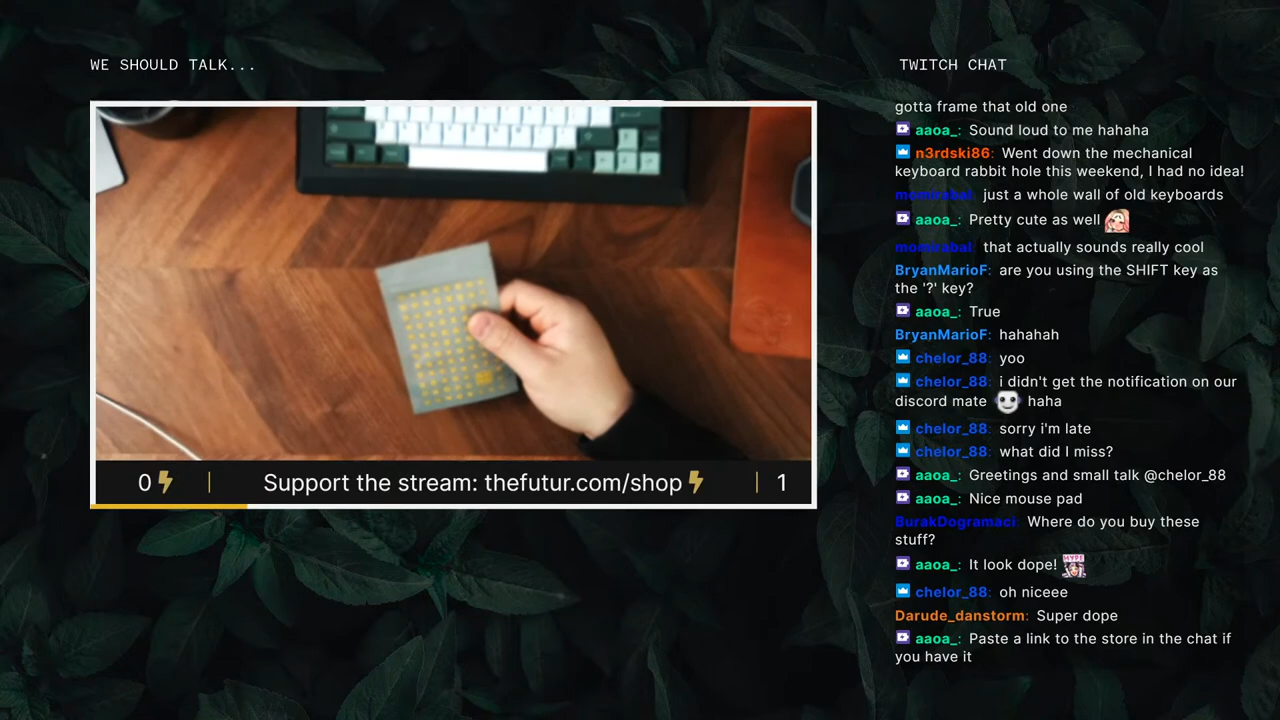 WE SHOULD TALK...
TWITCH CHAT
gotta frame that old one
aaoa_: Sound loud to me hahaha
n3rdski86: Went down the mechanical
keyboard rabbit hole this weekend, I had no idea!
momirabal: just a whole wall of old keyboards
aaoa_: Pretty cute as well
momirabal: that actually sounds really cool
BryanMarioF: are you using the SHIFT key as
the '?' key?
aaoa_: True
BryanMarioF: hahahah
chelor_88: yoo
chelor_88: i didn't get the notification on our
discord mate haha
chelor_88: sorry i'm late
chelor_88: what did I miss?
aaoa_: Greetings and small talk @chelor_88
aaoa_: Nice mouse pad
BurakDogramaci: Where do you buy these
stuff?
aaoa_: It look dope!
chelor_88: oh niceee
Darude_danstorm: Super dope
aaoa_: Paste a link to the store in the chat if
you have it
0
Support the stream: thefutur.com/shop
1